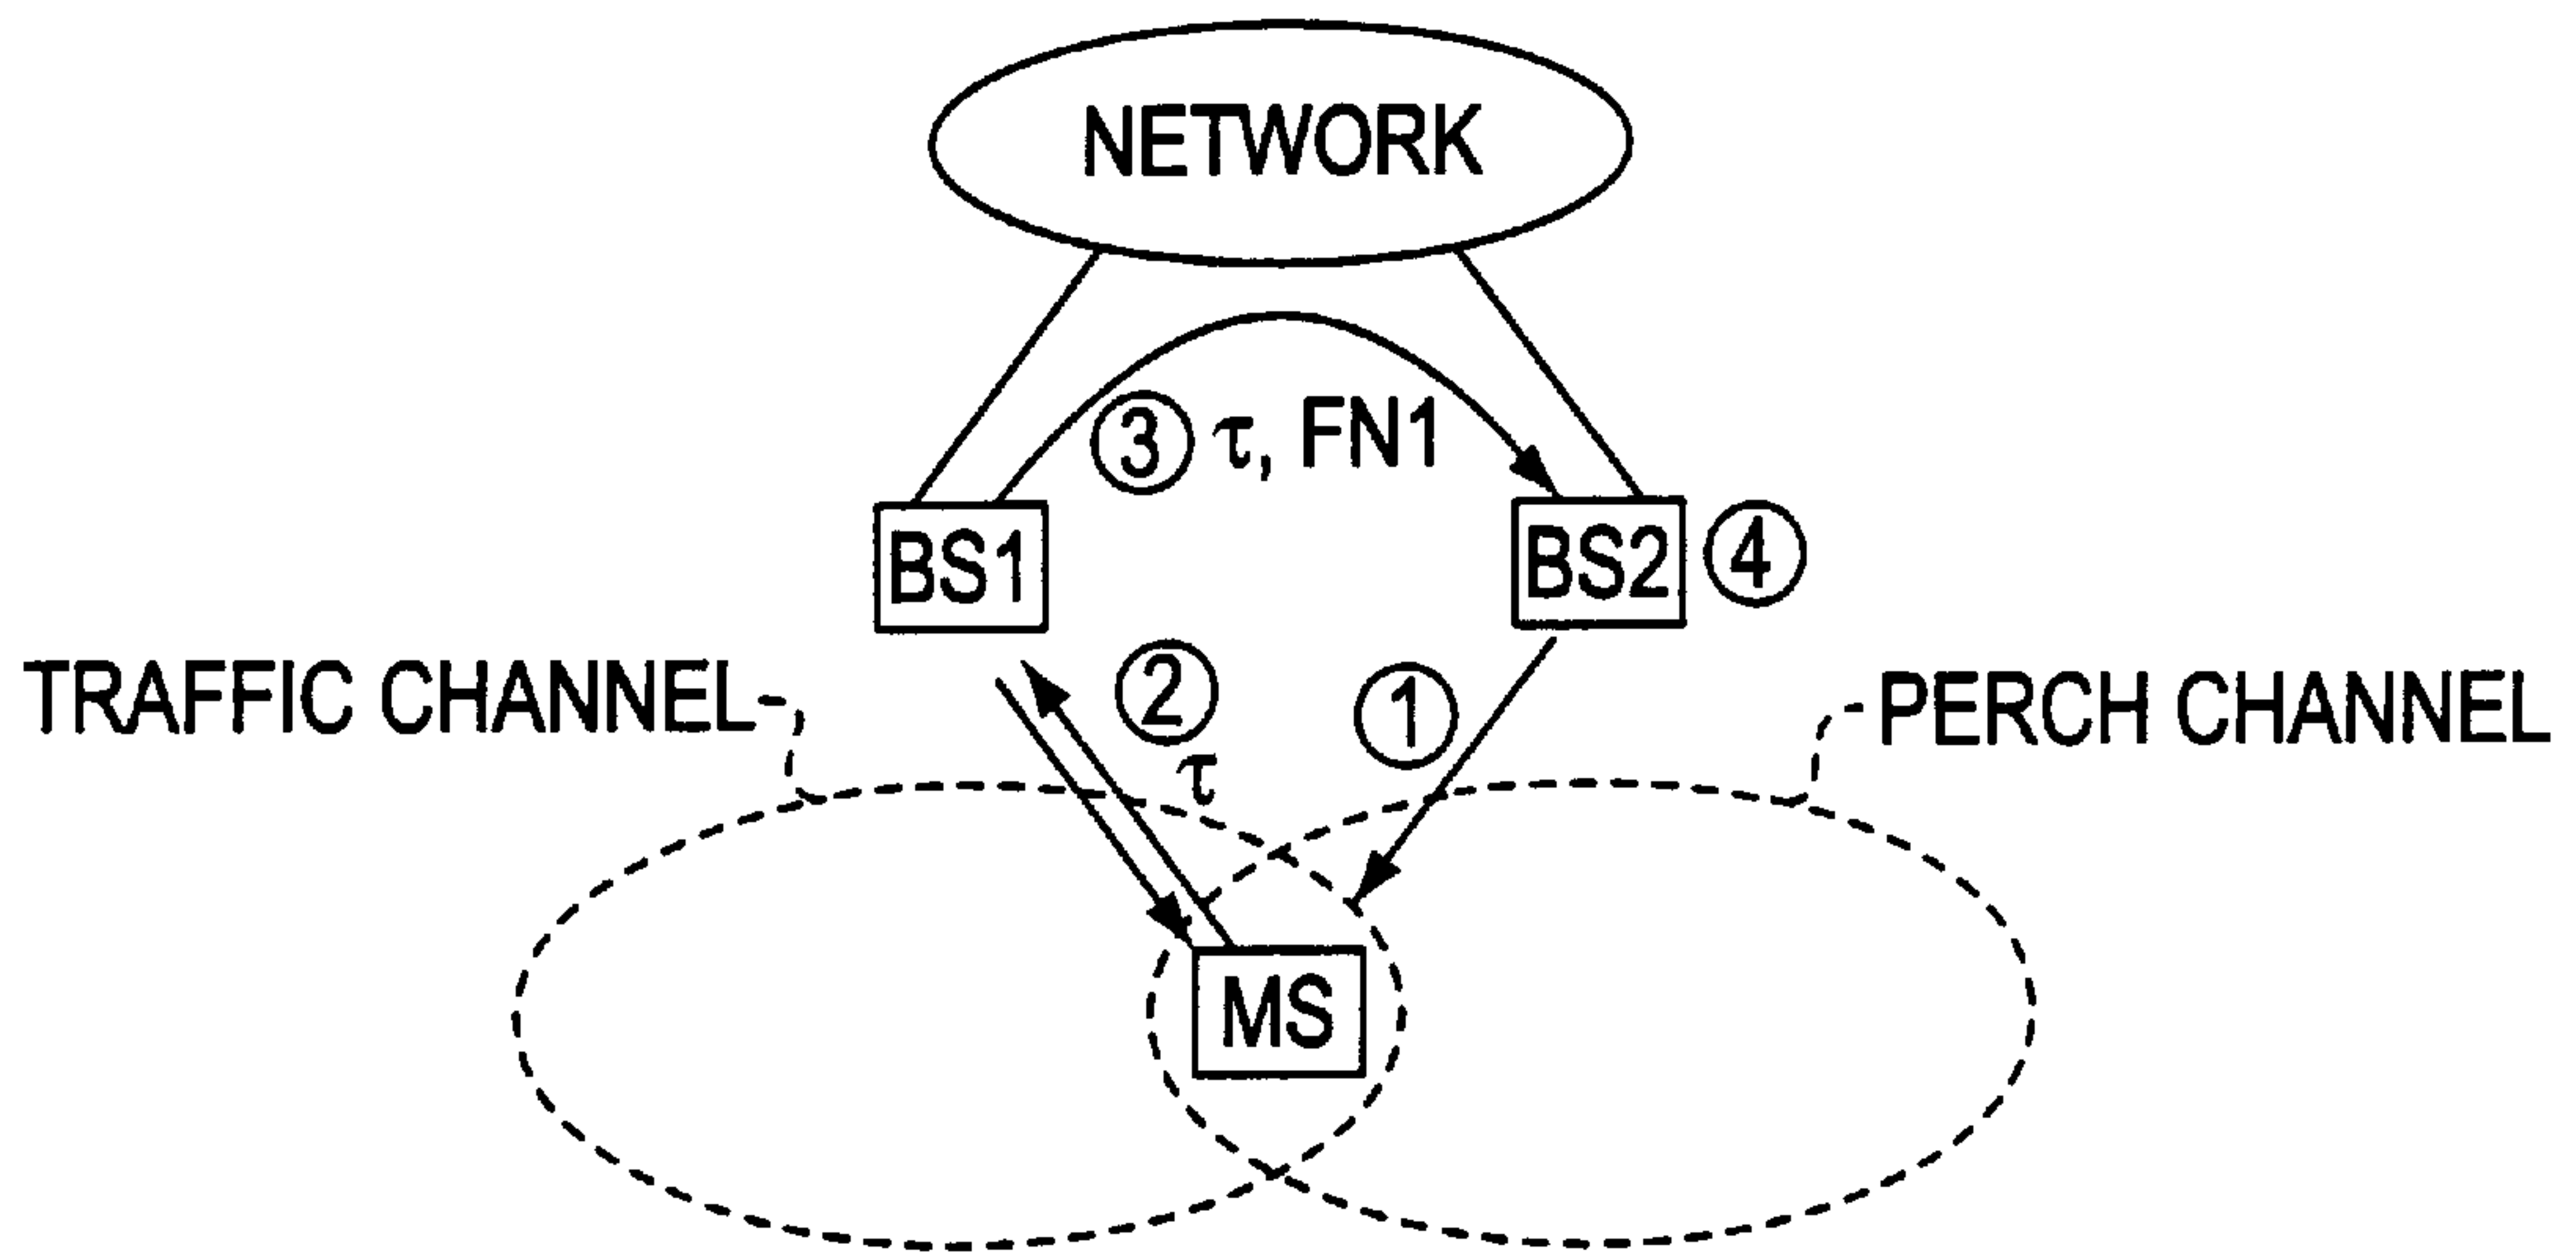 NETWORK
③ τ, FN1
BS1
BS2 ④
TRAFFIC CHANNEL
② τ
①
PERCH CHANNEL
MS